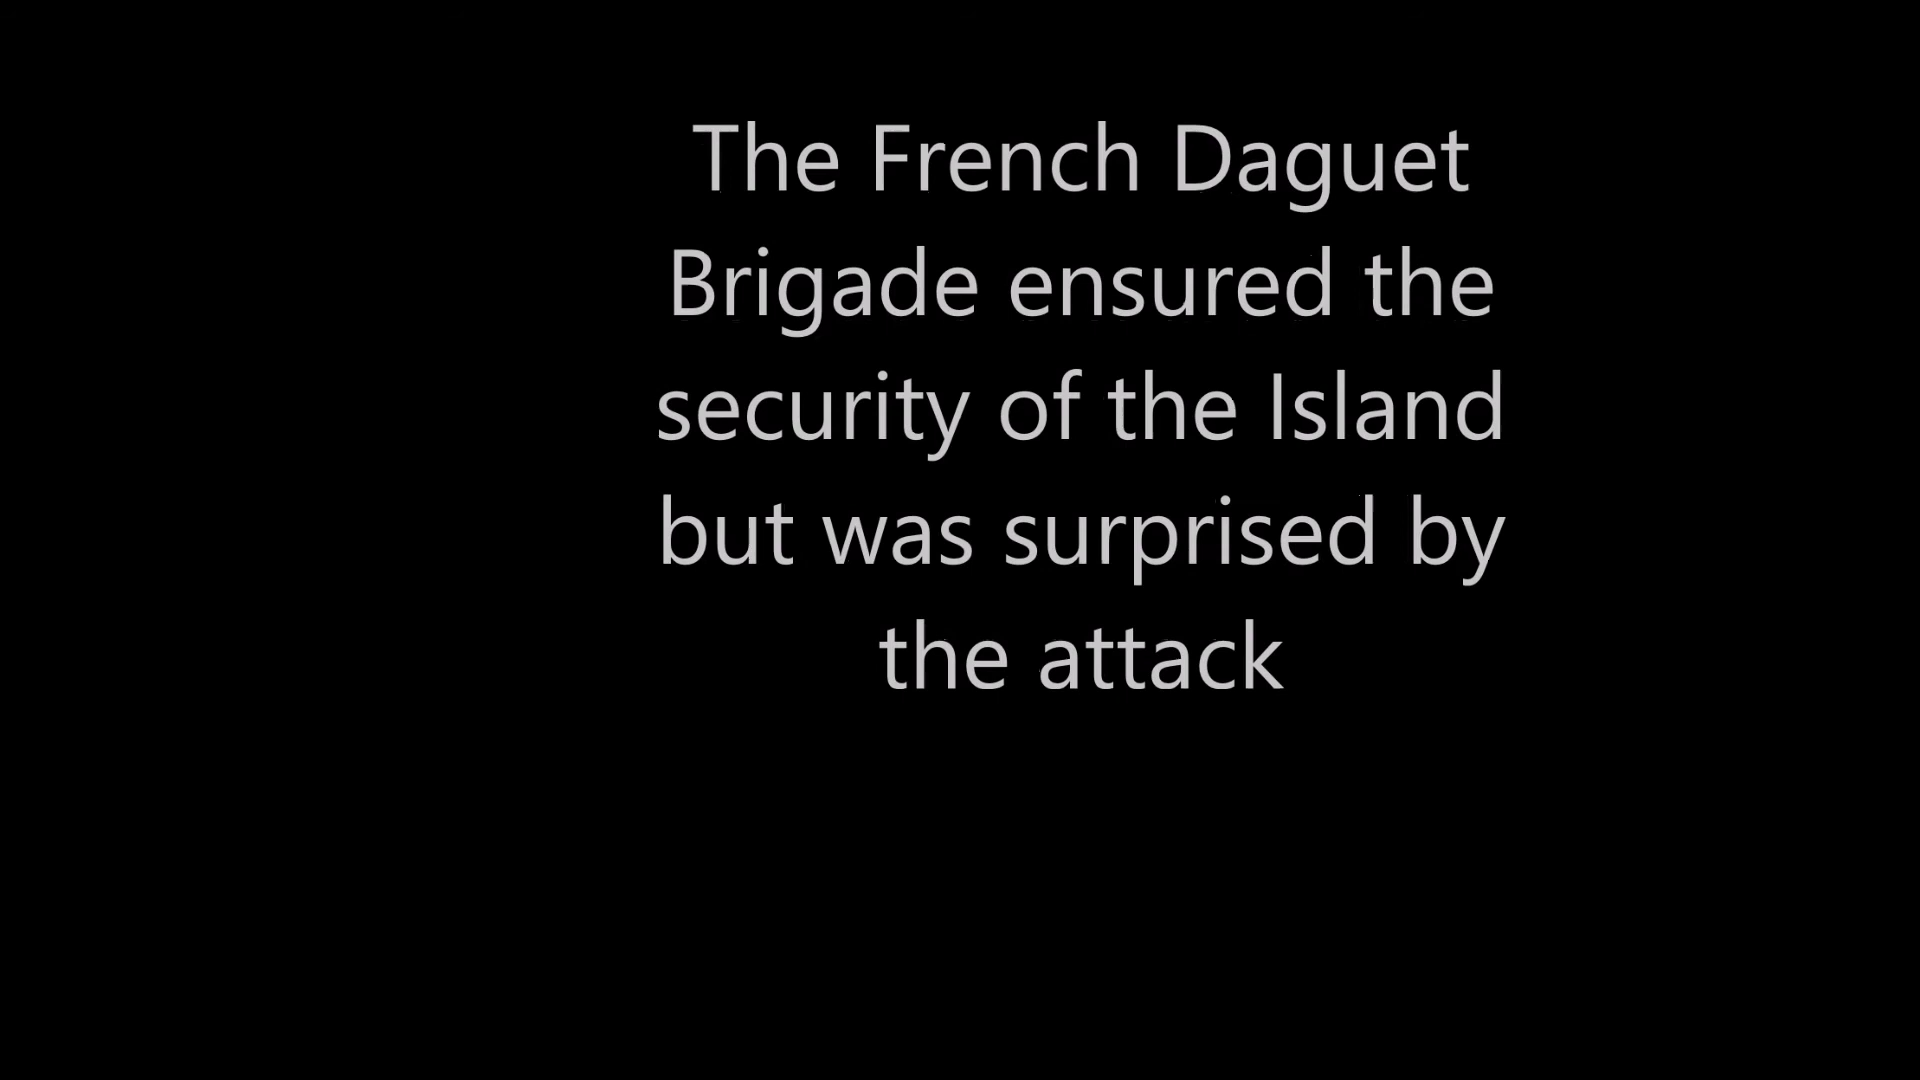 The French Daguet
Brigade ensured the
security of the Island
but was surprised by
the attack